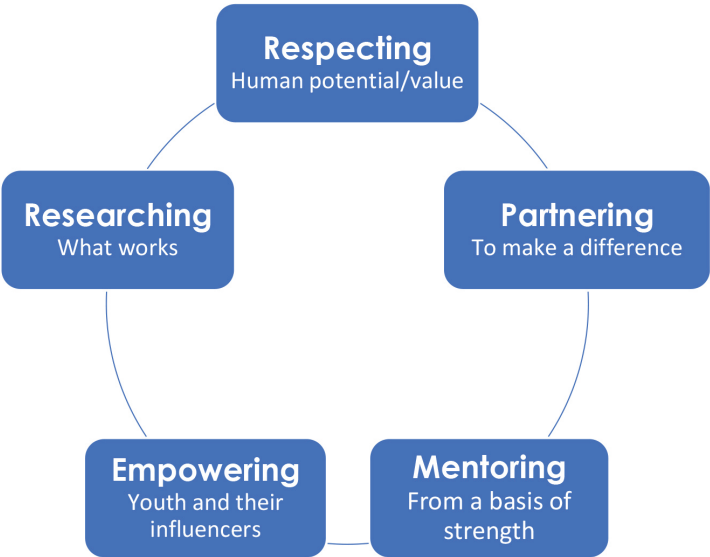 Respecting
Human potential/value
Partnering
To make a difference
Mentoring
From a basis of
strength
Empowering
Youth and their
influencers
Researching
What works